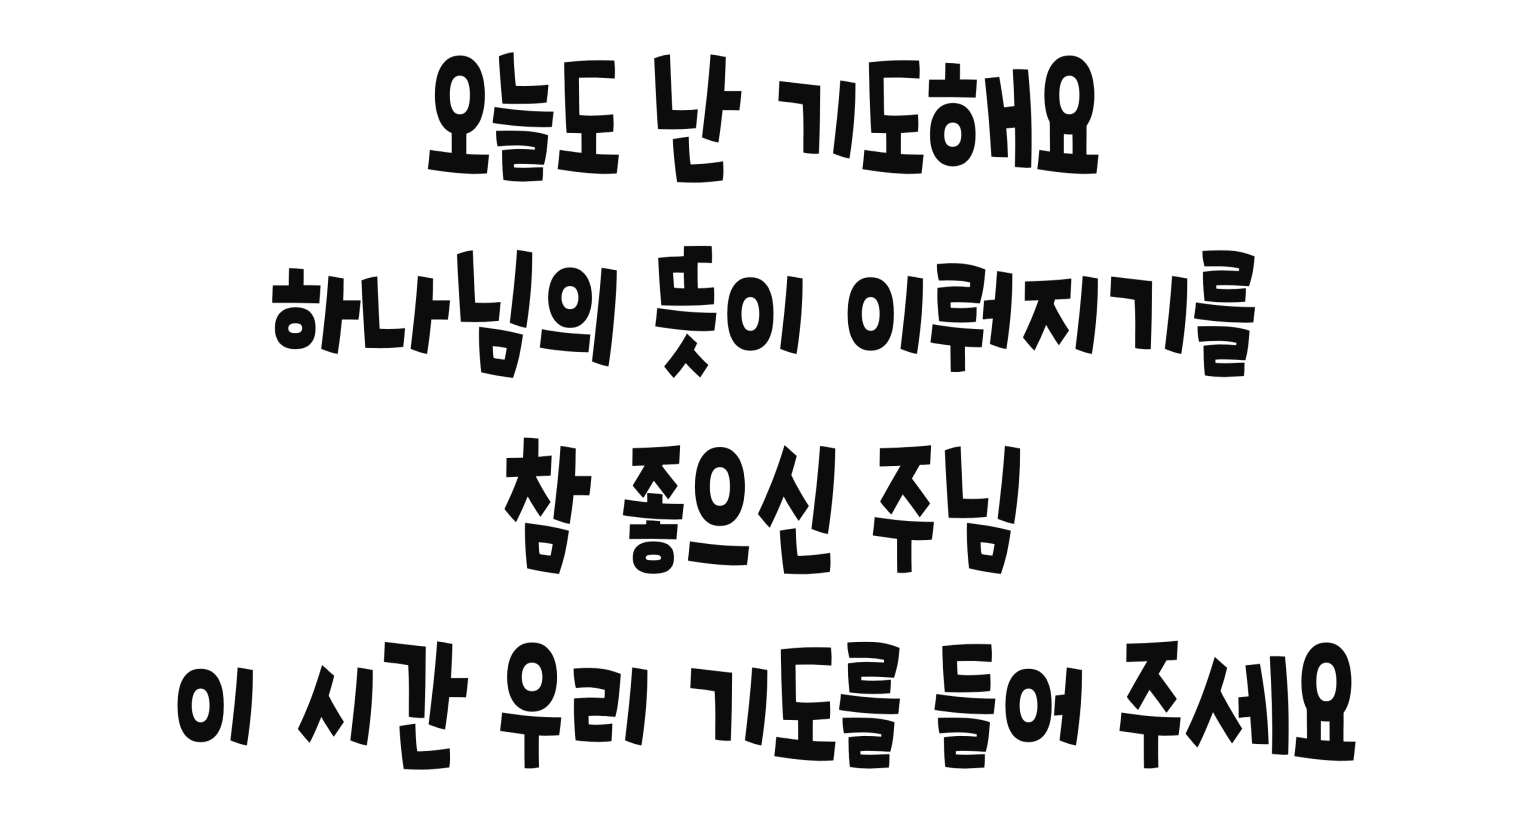 오늘도 난 기도해요
하나님의 뜻이 이뤄지기를
참 좋으신 주님
이 시간 우리 기도를 들어 주세요